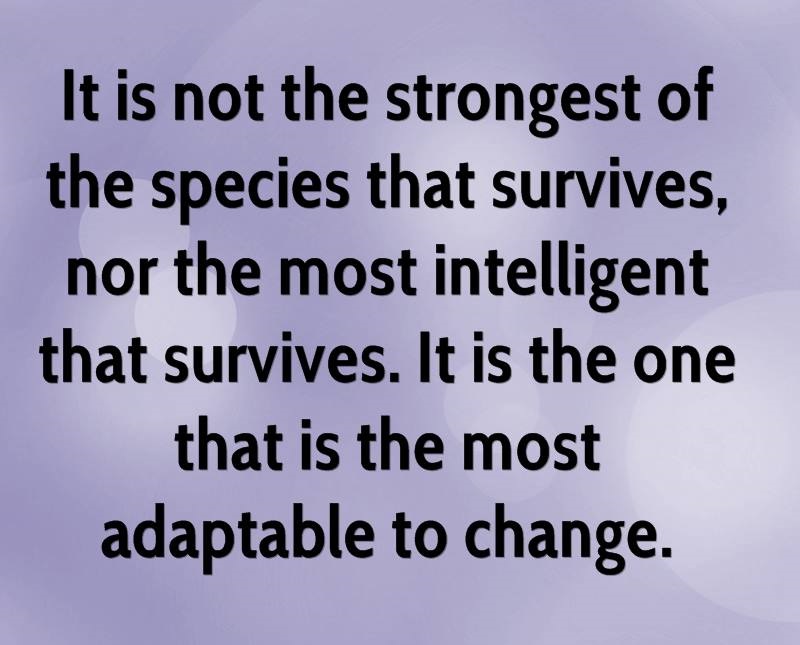 It is not the strongest of
the species that survives,
nor the most intelligent
that survives. It is the one
that is the most
adaptable to change.